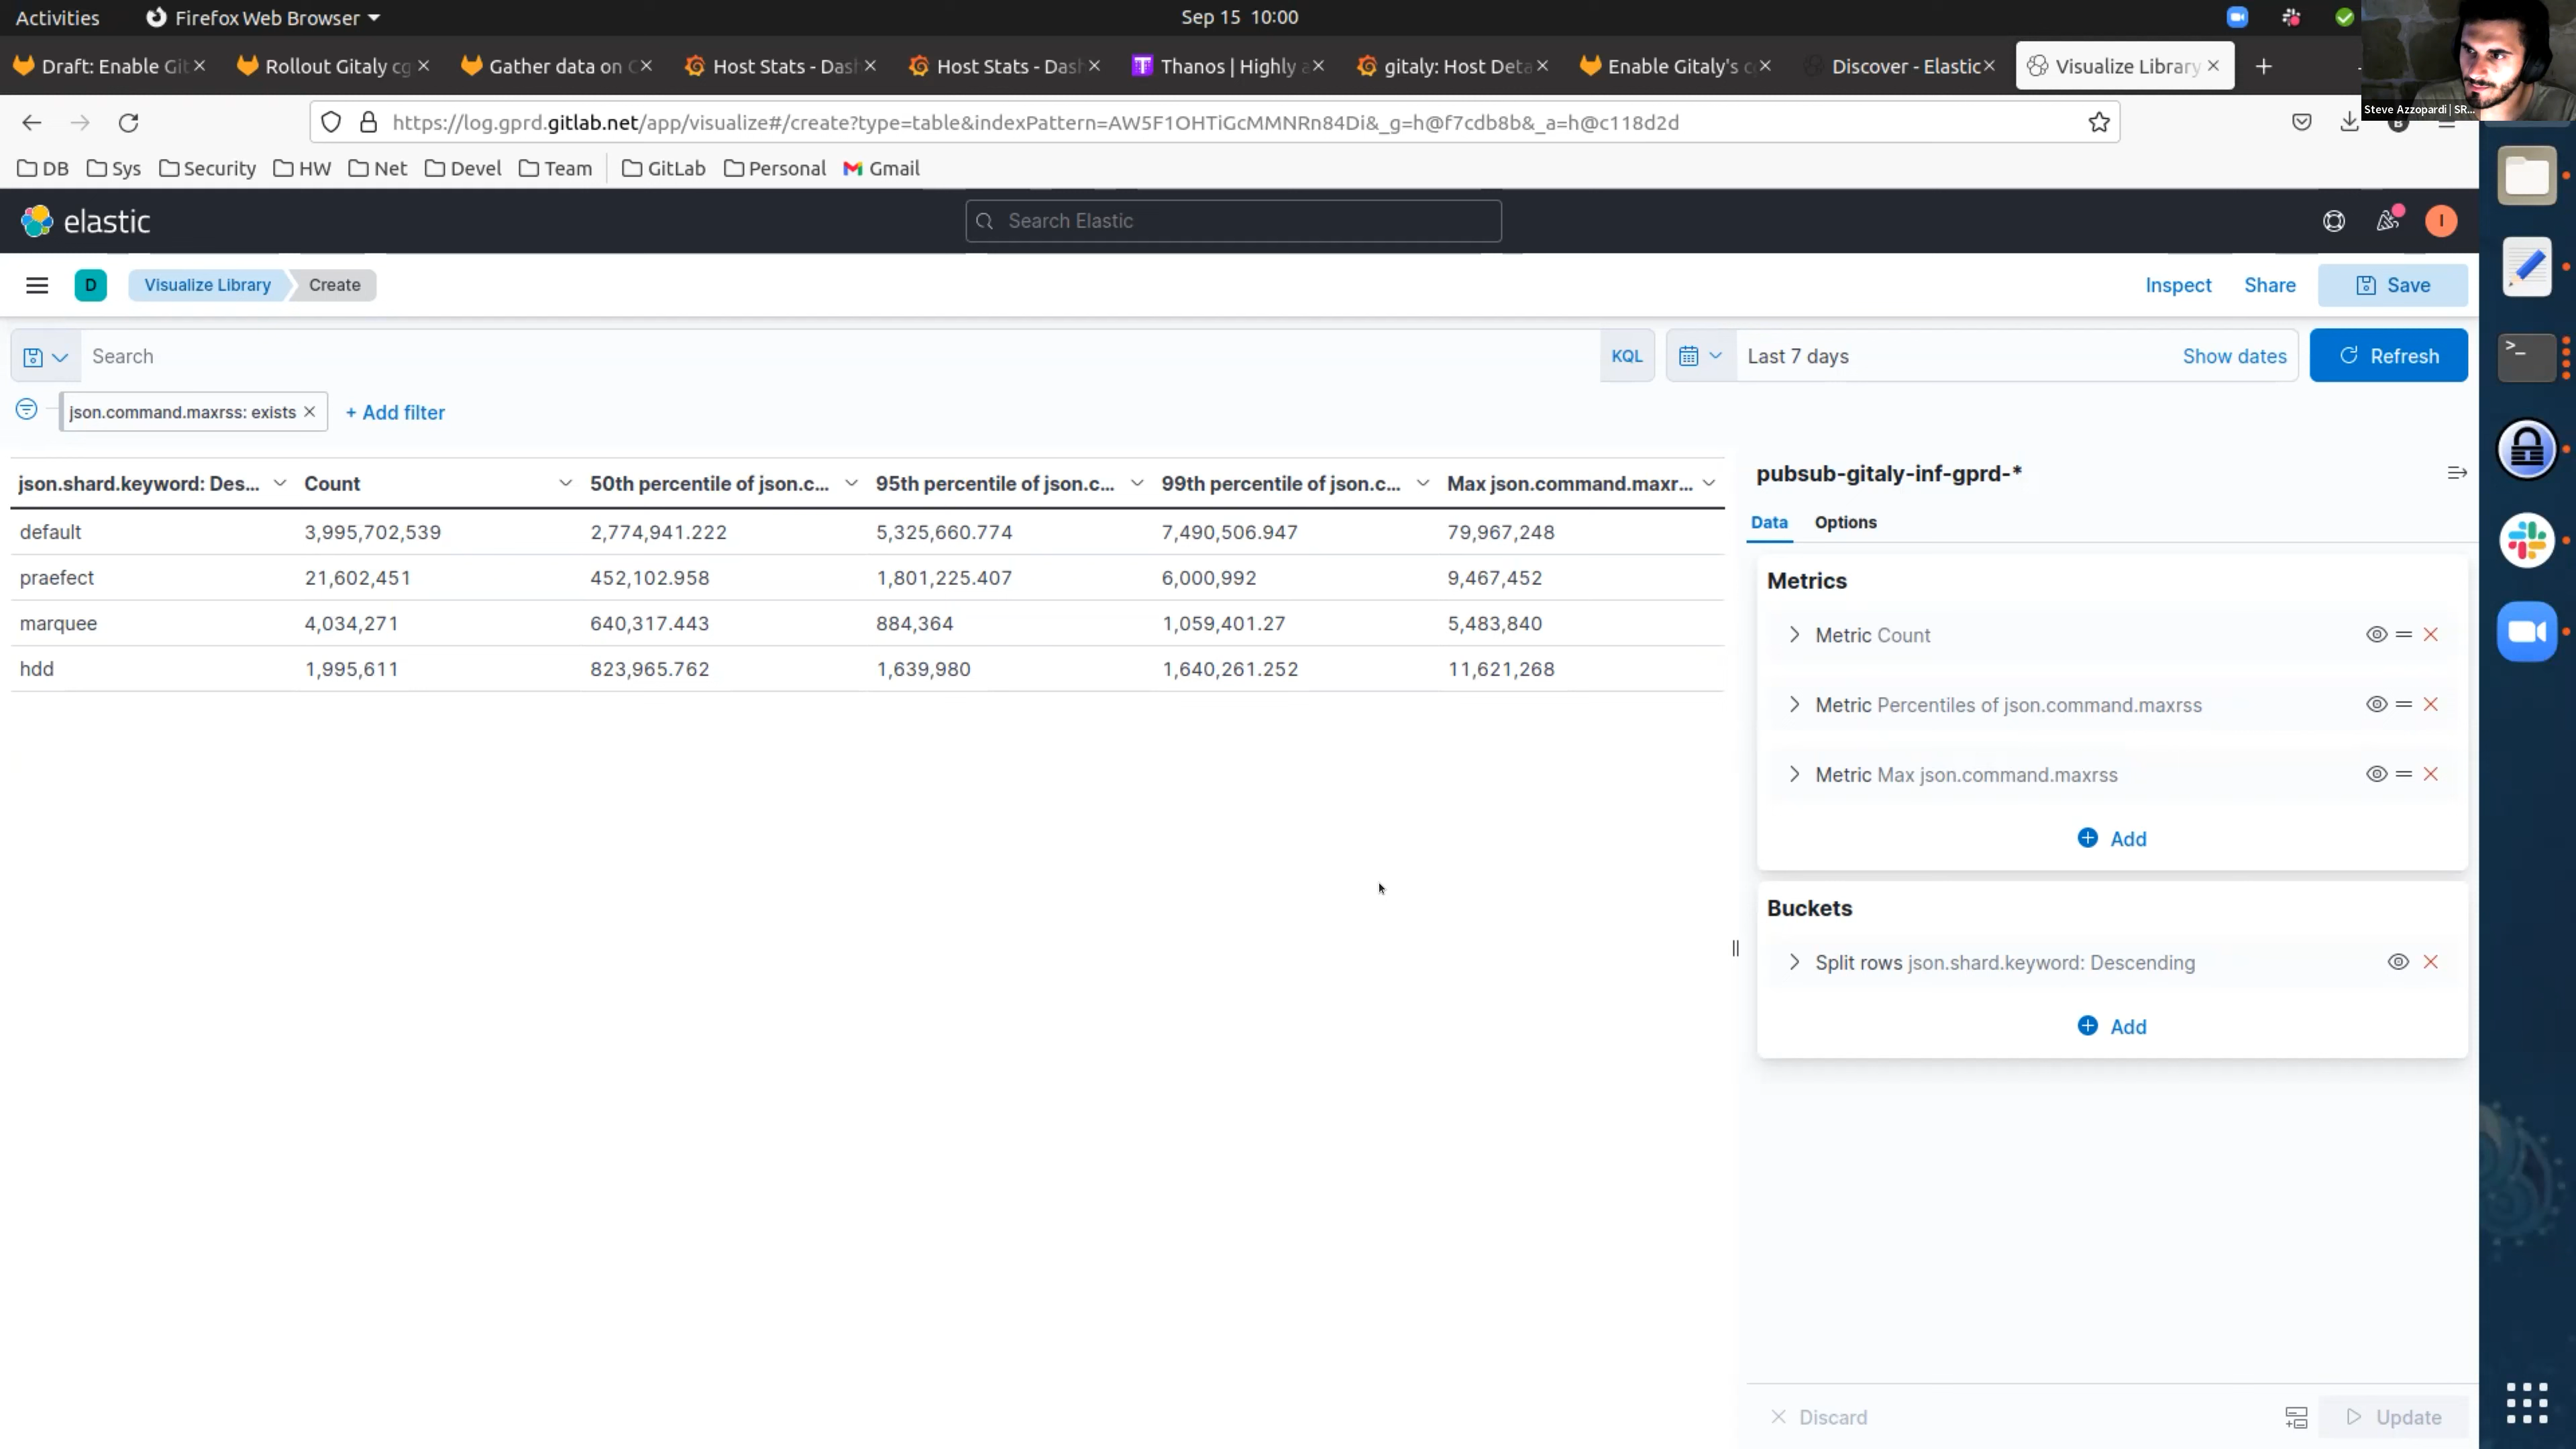 Activities
Firefox Web Browser
Sep 15 10:00
Draft: Enable Git
Rollout Gitaly cg
Gather data on C
Host Stats - Dash
Host Stats - Dash
Thanos | Highly a
gitaly: Host Deta
Enable Gitaly's c
Discover - Elastic
Visualize Library
Steve Azzopardi | SR...
https://log.gprd.gitlab.net/app/visualize#/create?type=table&indexPattern=AW5F1OHTiGcMMNRn84Di&_g=h@f7cdb8b&_a=h@c118d2d
DB Sys Security HW Net Devel Team GitLab Personal Gmail
elastic
Search Elastic
I
D
Visualize Library
Create
Inspect
Share
Save
Search
KQL
Last 7 days
Show dates
Refresh
json.command.maxrss: exists
+ Add filter
json.shard.keyword: Des... Count 50th percentile of json.c... 95th percentile of json.c... 99th percentile of json.c... Max json.command.maxr...
default 3,995,702,539 2,774,941.222 5,325,660.774 7,490,506.947 79,967,248
praefect 21,602,451 452,102.958 1,801,225.407 6,000,992 9,467,452
marquee 4,034,271 640,317.443 884,364 1,059,401.27 5,483,840
hdd 1,995,611 823,965.762 1,639,980 1,640,261.252 11,621,268
pubsub-gitaly-inf-gprd-*
Data
Options
Metrics
Metric Count
Metric Percentiles of json.command.maxrss
Metric Max json.command.maxrss
Add
Buckets
Split rows json.shard.keyword: Descending
Add
Discard
Update